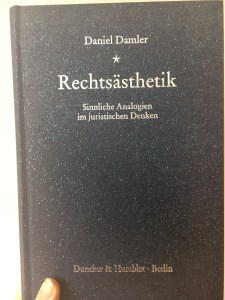 Daniel Damler
*
Rechtsästhetik
Sinnliche Analogien
im juristischen Denken
Duncker & Humblot · Berlin